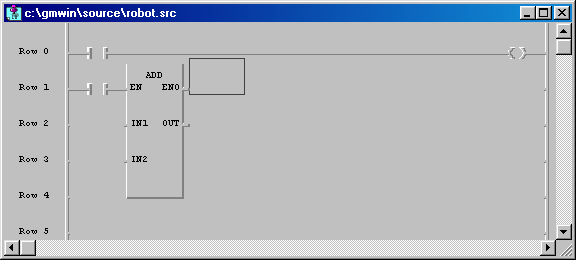 c:\gmwin\source\robot.src
Row 0
ADD
Row 1 EN ENO
Row 2 IN1 OUT
Row 3 IN2
Row 4
Row 5